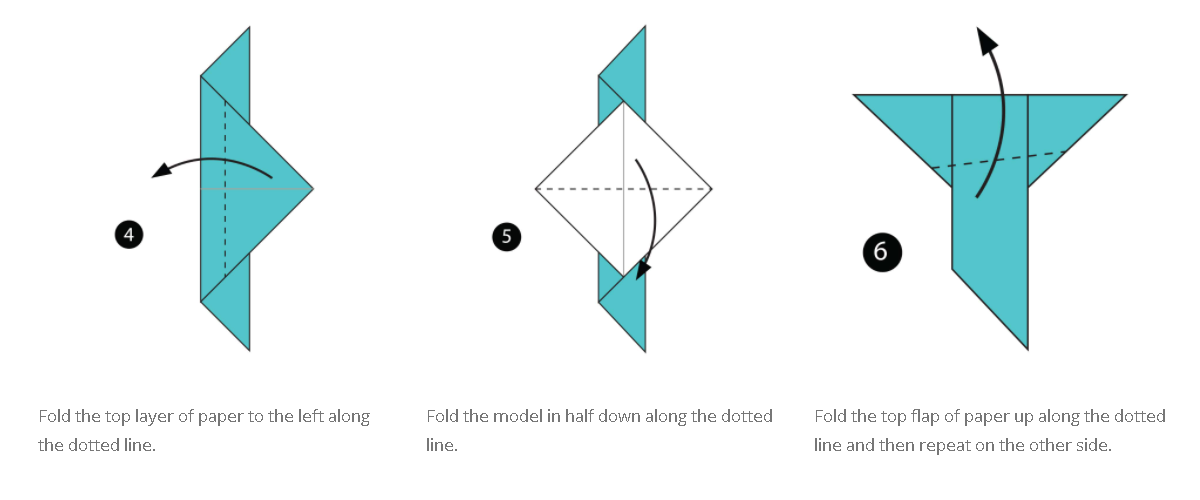 4
5
6
Fold the top layer of paper to the left along
the dotted line.
Fold the model in half down along the dotted
line.
Fold the top flap of paper up along the dotted
line and then repeat on the other side.